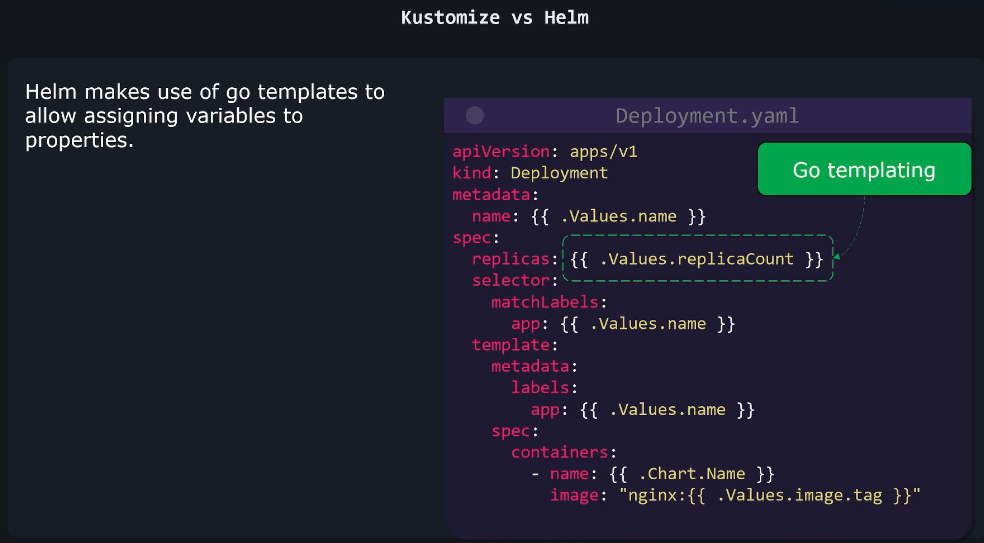 Kustomize vs Helm
Helm makes use of go templates to
allow assigning variables to
properties.
Deployment.yaml
apiVersion: apps/v1
kind: Deployment
metadata:
  name: {{ .Values.name }}
spec:
  replicas: {{ .Values.replicaCount }}
  selector:
    matchLabels:
      app: {{ .Values.name }}
  template:
    metadata:
      labels:
        app: {{ .Values.name }}
    spec:
      containers:
        - name: {{ .Chart.Name }}
          image: "nginx:{{ .Values.image.tag }}"
Go templating